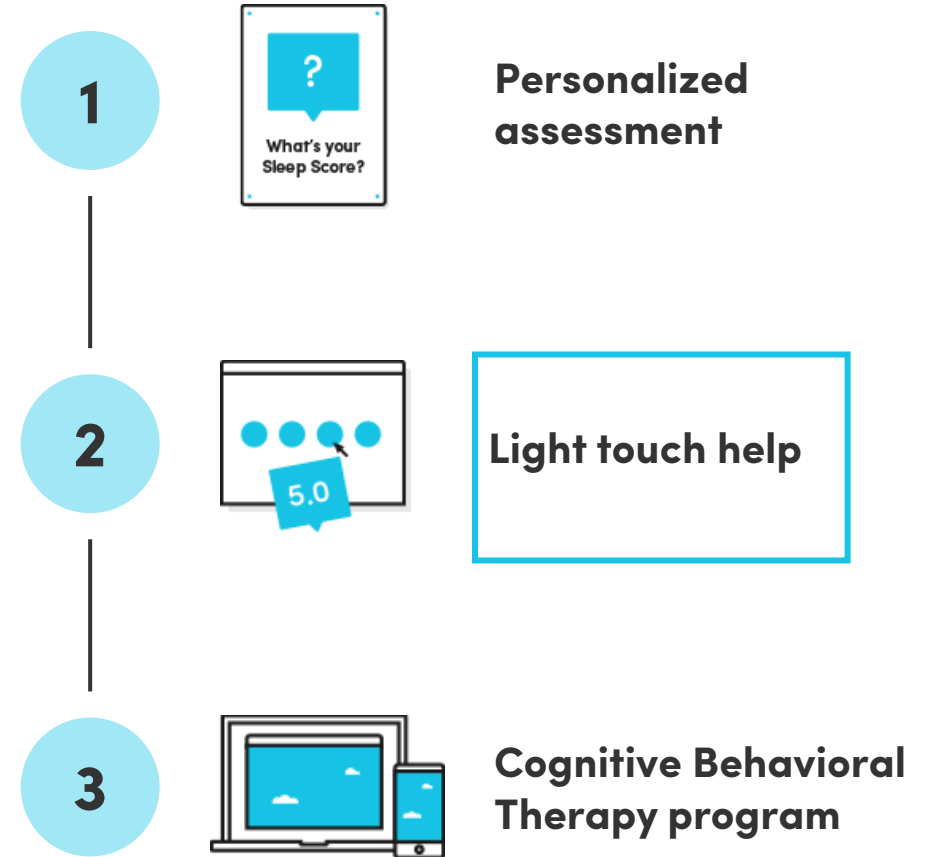 1
?
What's your
Sleep Score?
Personalized
assessment
2
5.0
Light touch help
3
Cognitive Behavioral
Therapy program